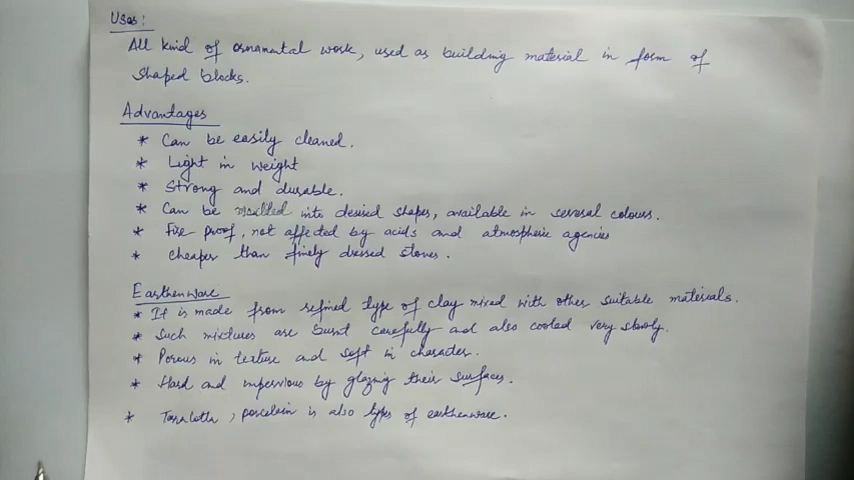 Uses:
All kind of ornamental work, used as building material in form of
shaped blocks.
Advantages
* Can be easily cleaned.
* Light in weight
* Strong and durable.
* Can be moulded into desired shapes, available in several colours.
* Fire proof, not affected by acids and atmospheric agencies
* Cheaper than finely dressed stones.
Earthenware
* It is made from refined type of clay mixed with other suitable materials.
* Such mixtures are burnt carefully and also cooled very slowly.
* Porous in texture and soft in character.
* Hard and impervious by glazing their surfaces.
* , porcelain is also types of earthenware.